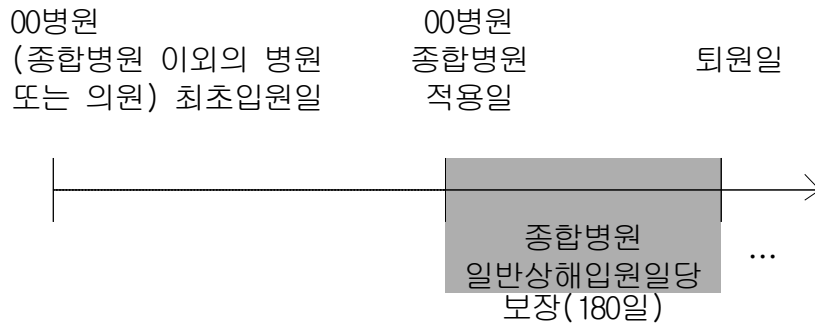 00병원
(종합병원 이외의 병원
또는 의원) 최초입원일
00병원
종합병원
적용일
퇴원일
종합병원
일반상해입원일당
보장(180일)
...